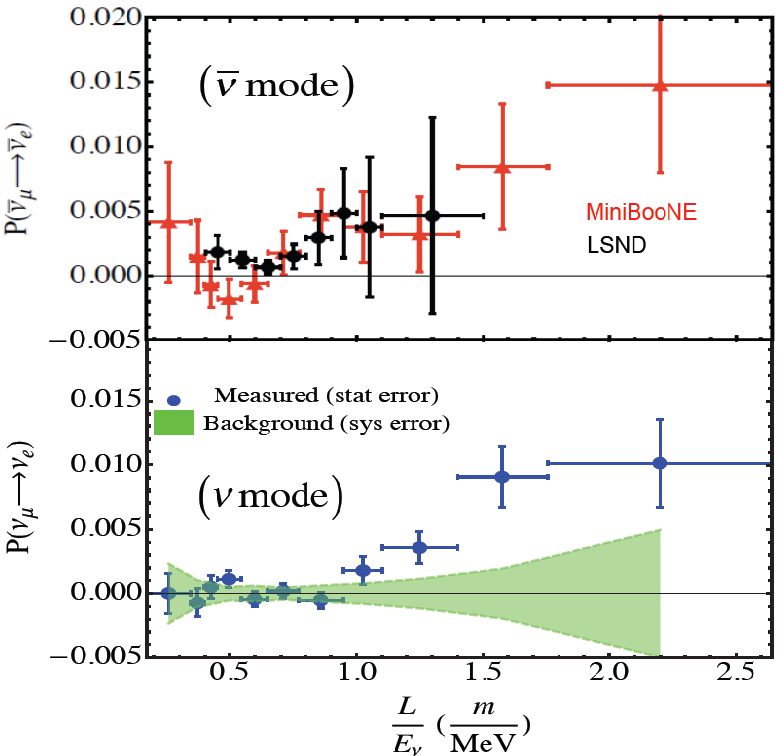 0.020
0.015
0.010
0.005
0.000
−0.005
P(ν̄μ⟶ν̄e)
(ν̄ mode)
MiniBooNE
LSND
0.015
0.010
0.005
0.000
−0.005
P(νμ⟶νe)
Measured (stat error)
Background (sys error)
(ν mode)
0.5 1.0 1.5 2.0 2.5
L/Eν (m/MeV)